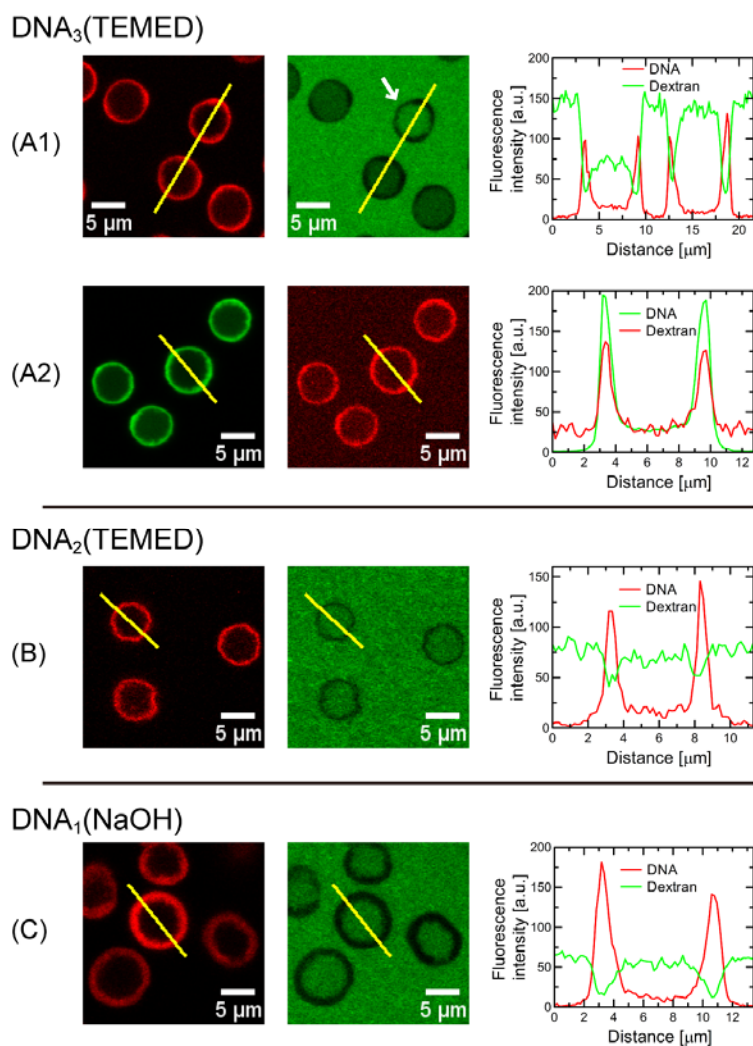 DNA₃(TEMED)
(A1)
5 µm
5 µm
Fluorescence
intensity [a.u.]
200
150
100
50
0
DNA
Dextran
0 5 10 15 20
Distance [µm]
(A2)
5 µm
5 µm
Fluorescence
intensity [a.u.]
200
150
100
50
0
DNA
Dextran
0 2 4 6 8 10 12
Distance [µm]
DNA₂(TEMED)
(B)
5 µm
5 µm
Fluorescence
intensity [a.u.]
150
100
50
0
DNA
Dextran
0 2 4 6 8 10
Distance [µm]
DNA₁(NaOH)
(C)
5 µm
5 µm
Fluorescence
intensity [a.u.]
200
150
100
50
0
DNA
Dextran
0 2 4 6 8 10 12
Distance [µm]